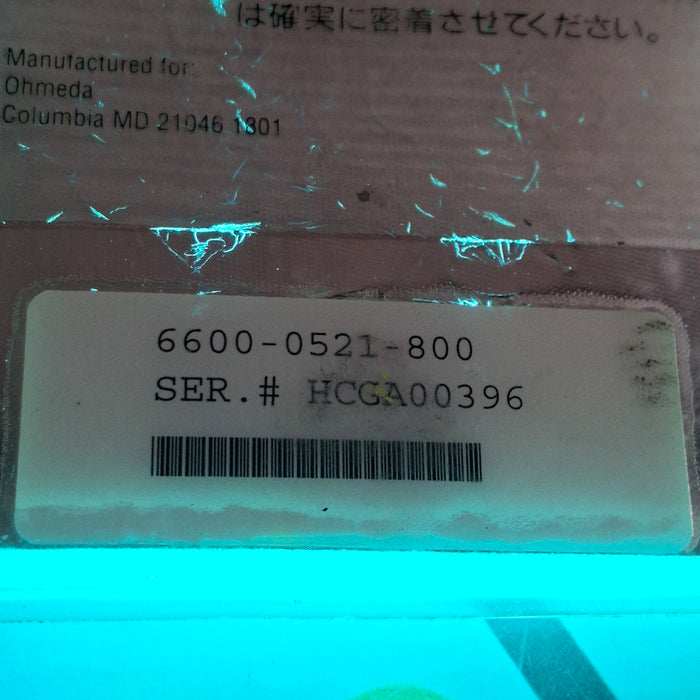 は確実に密着させてください。
Manufactured for:
Ohmeda
Columbia MD 21046 1801
6600-0521-800
SER.# HCGA00396